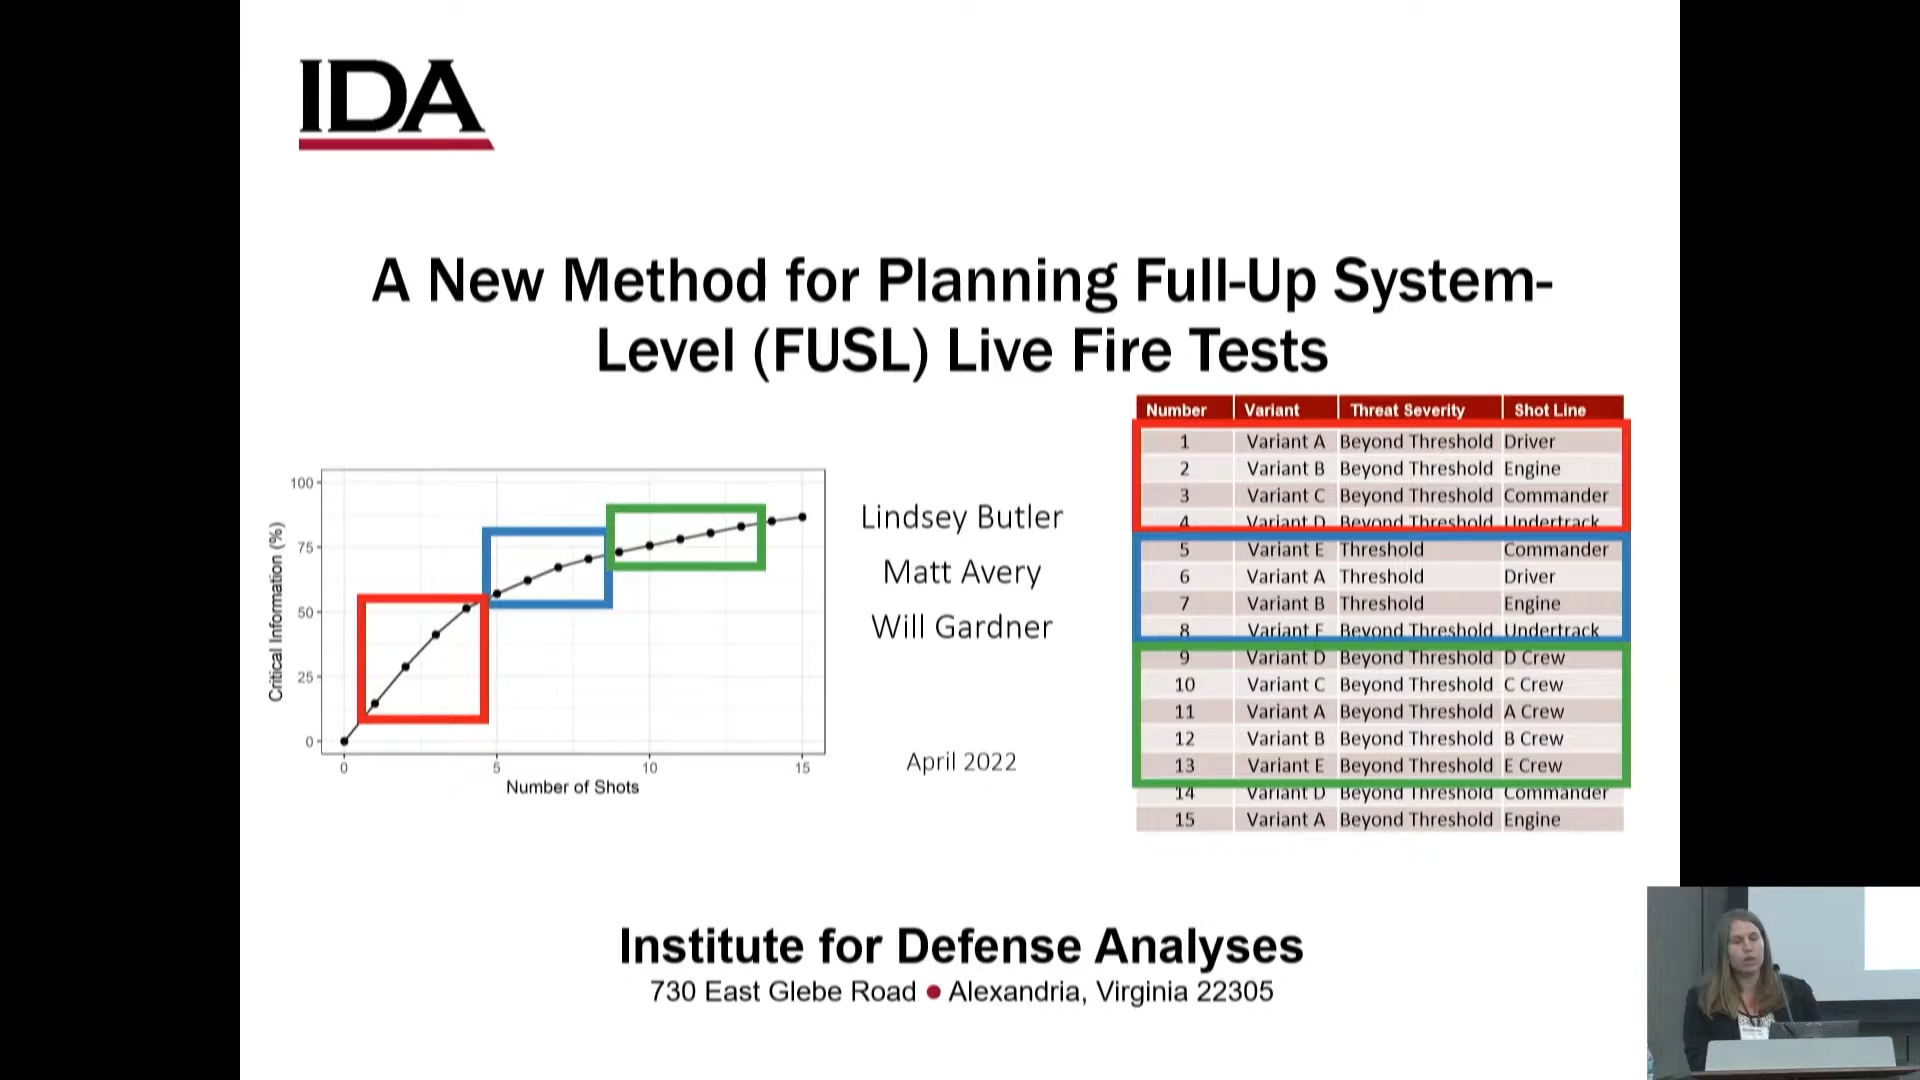 IDA
A New Method for Planning Full-Up System-
Level (FUSL) Live Fire Tests
Critical Information (%)
100
75
50
25
0
0 5 10 15
Number of Shots
Lindsey Butler
Matt Avery
Will Gardner
April 2022
Number Variant Threat Severity Shot Line
1 Variant A Beyond Threshold Driver
2 Variant B Beyond Threshold Engine
3 Variant C Beyond Threshold Commander
4 Variant D Beyond Threshold Undertrack
5 Variant E Threshold Commander
6 Variant A Threshold Driver
7 Variant B Threshold Engine
8 Variant F Beyond Threshold Undertrack
9 Variant D Beyond Threshold D Crew
10 Variant C Beyond Threshold C Crew
11 Variant A Beyond Threshold A Crew
12 Variant B Beyond Threshold B Crew
13 Variant E Beyond Threshold E Crew
14 Variant D Beyond Threshold Commander
15 Variant A Beyond Threshold Engine
Institute for Defense Analyses
730 East Glebe Road ● Alexandria, Virginia 22305